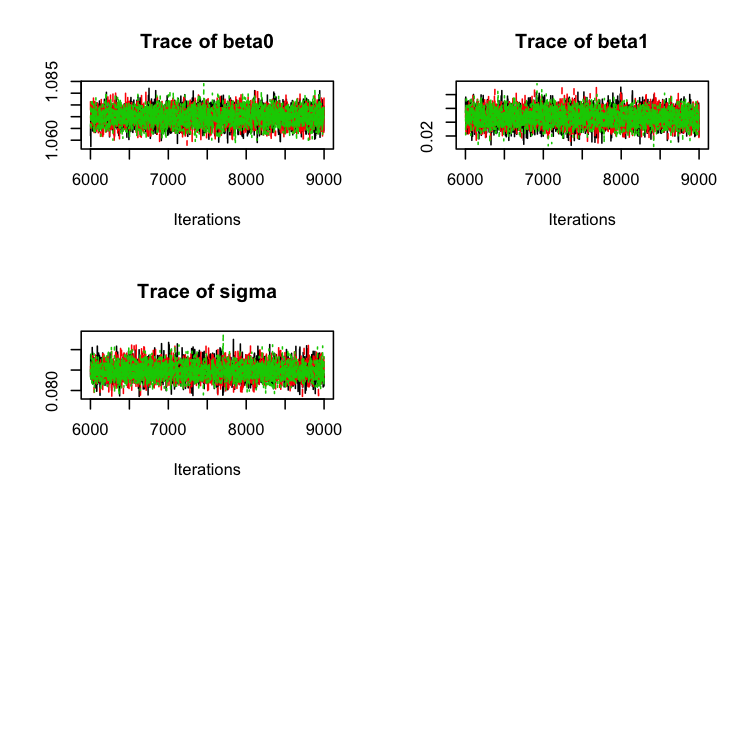 Trace of beta0
1.085
1.060
6000 7000 8000 9000
Iterations
Trace of beta1
0.02
6000 7000 8000 9000
Iterations
Trace of sigma
0.080
6000 7000 8000 9000
Iterations